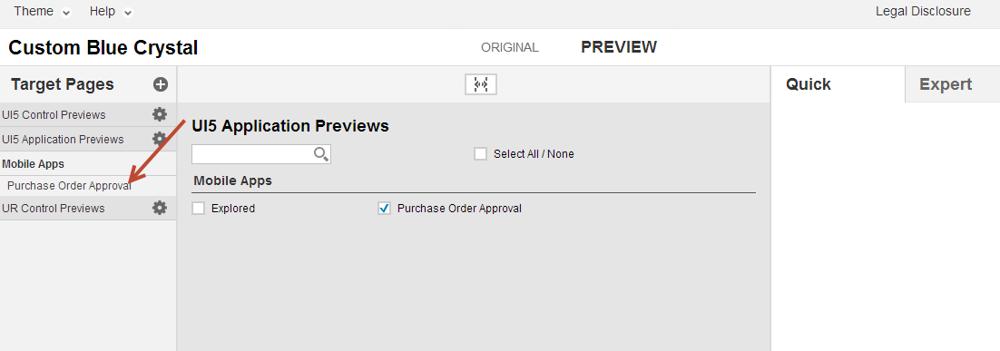 Theme Help Legal Disclosure
Custom Blue Crystal ORIGINAL PREVIEW
Target Pages
UI5 Control Previews
UI5 Application Previews
Mobile Apps
Purchase Order Approval
UR Control Previews
UI5 Application Previews
Select All / None
Mobile Apps
Explored Purchase Order Approval
Quick Expert